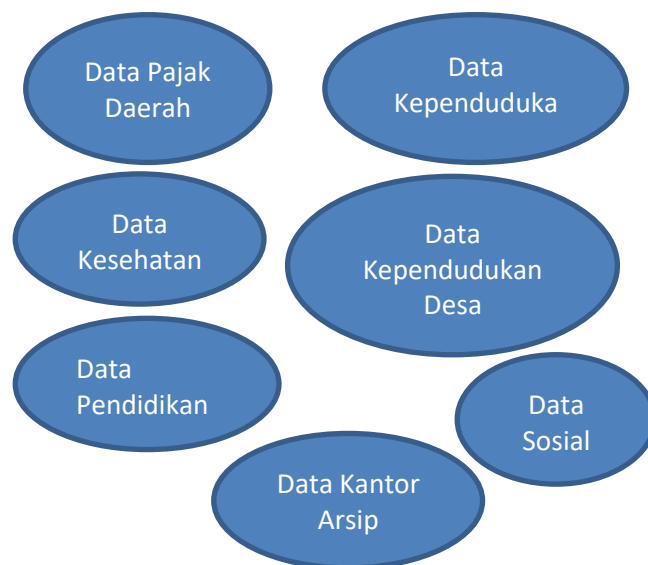 Data Pajak
Daerah
Data
Kependuduka
Data
Kesehatan
Data
Kependudukan
Desa
Data
Pendidikan
Data
Sosial
Data Kantor
Arsip